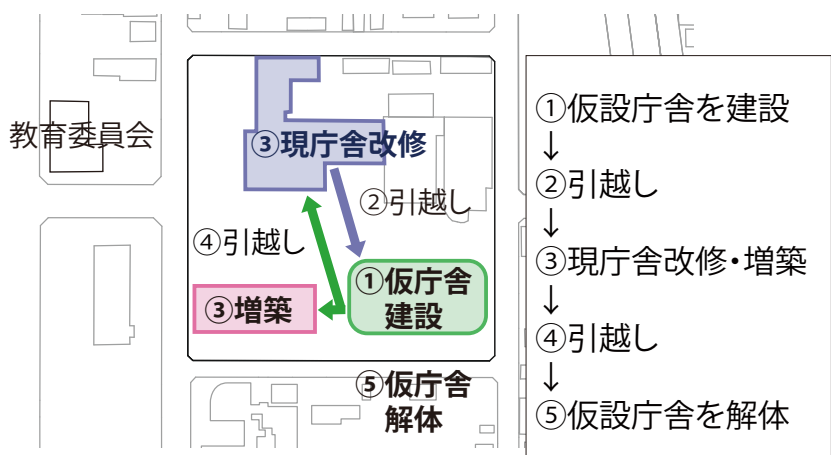 教育委員会
③現庁舎改修
②引越し
④引越し
①仮庁舎
建設
③増築
⑤仮庁舎
解体
①仮設庁舎を建設
↓
②引越し
↓
③現庁舎改修・増築
↓
④引越し
↓
⑤仮設庁舎を解体